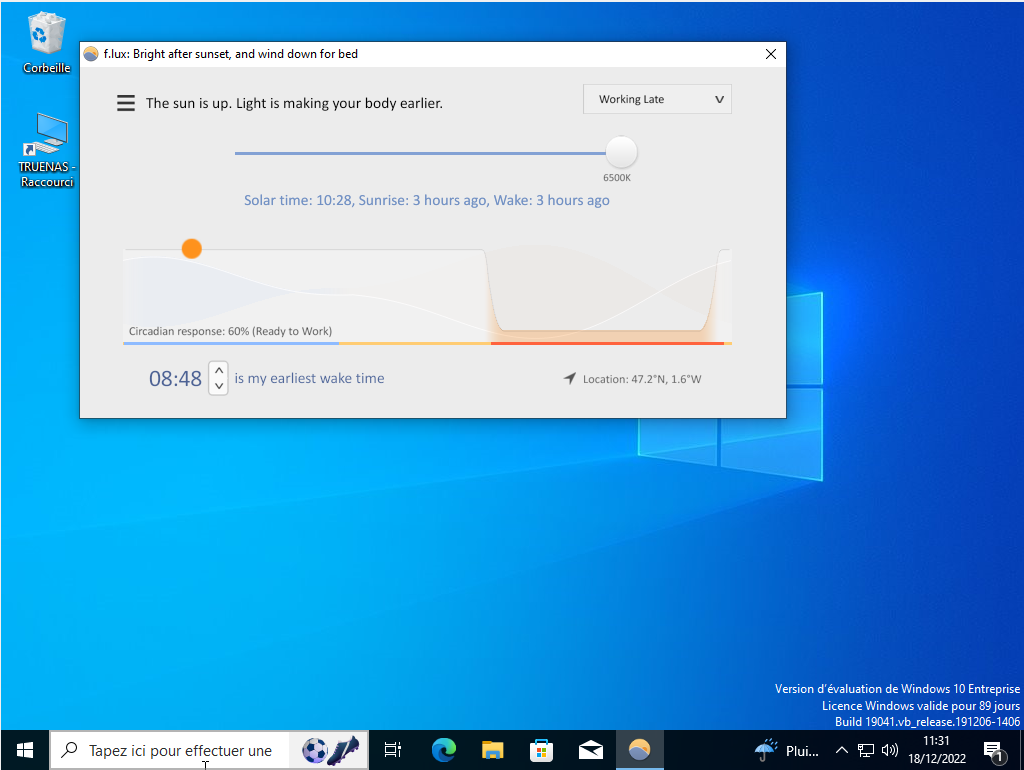 Corbeille
TRUENAS -
Raccourci
f.lux: Bright after sunset, and wind down for bed
The sun is up. Light is making your body earlier.
Working Late
6500K
Solar time: 10:28, Sunrise: 3 hours ago, Wake: 3 hours ago
Circadian response: 60% (Ready to Work)
08:48 is my earliest wake time
Location: 47.2°N, 1.6°W
Version d'évaluation de Windows 10 Entreprise
Licence Windows valide pour 89 jours
Build 19041.vb_release.191206-1406
Tapez ici pour effectuer une
Plui...
11:31
18/12/2022
1